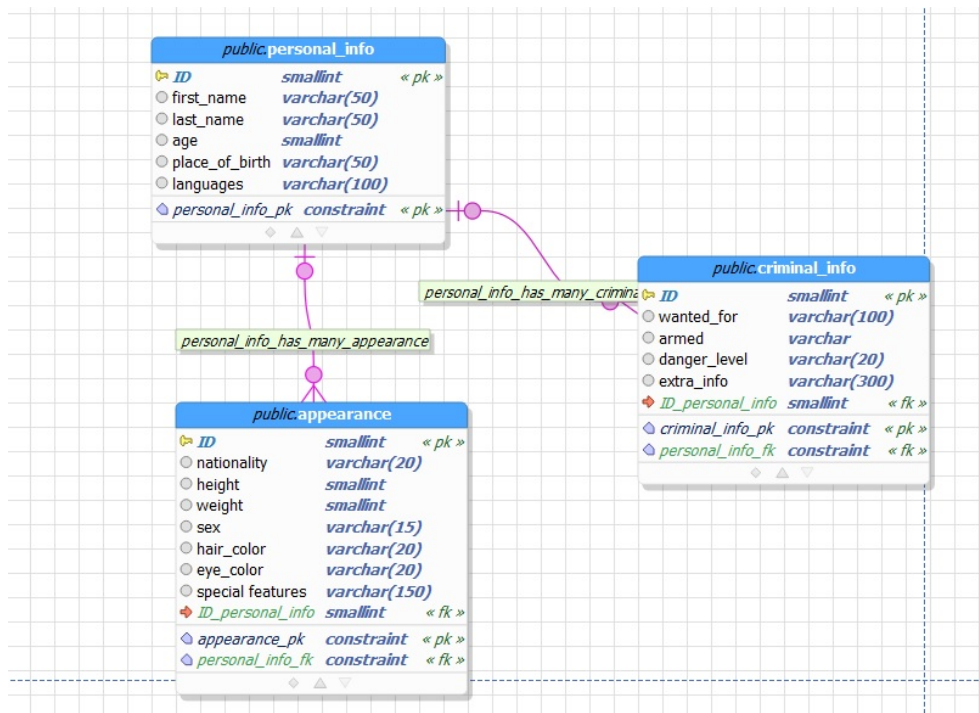 public.personal_info
ID smallint « pk »
first_name varchar(50)
last_name varchar(50)
age smallint
place_of_birth varchar(50)
languages varchar(100)
personal_info_pk constraint « pk »
personal_info_has_many_crimina
public.criminal_info
ID smallint « pk »
wanted_for varchar(100)
armed varchar
danger_level varchar(20)
extra_info varchar(300)
ID_personal_info smallint « fk »
criminal_info_pk constraint « pk »
personal_info_fk constraint « fk »
personal_info_has_many_appearance
public.appearance
ID smallint « pk »
nationality varchar(20)
height smallint
weight smallint
sex varchar(15)
hair_color varchar(20)
eye_color varchar(20)
special features varchar(150)
ID_personal_info smallint « fk »
appearance_pk constraint « pk »
personal_info_fk constraint « fk »